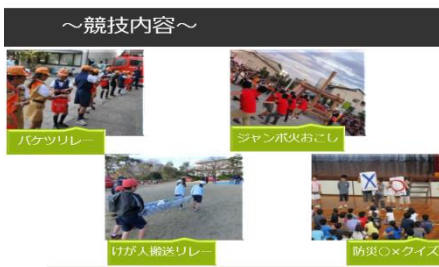 ～競技内容～
バケツリレー
ジャンボ火おこし
けが人搬送リレー
X ○
防災○×クイズ